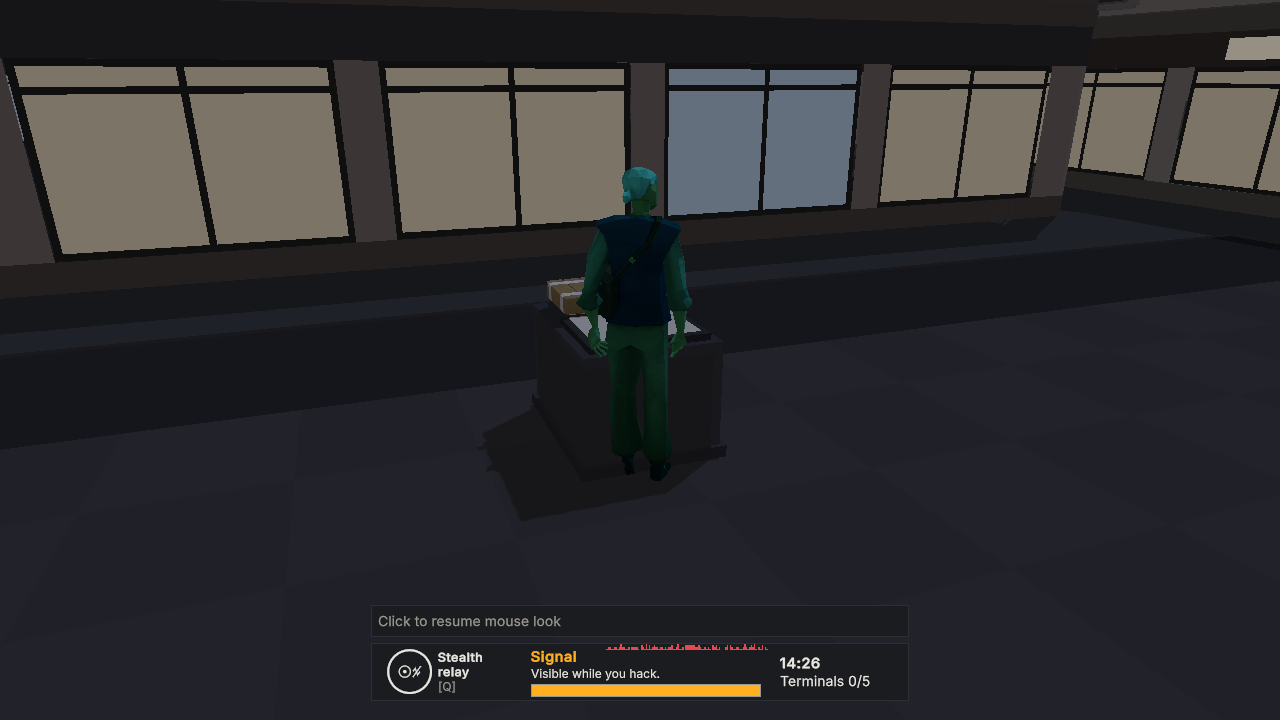 Click to resume mouse look
Stealth
relay
[Q]
Signal
Visible while you hack.
14:26
Terminals 0/5